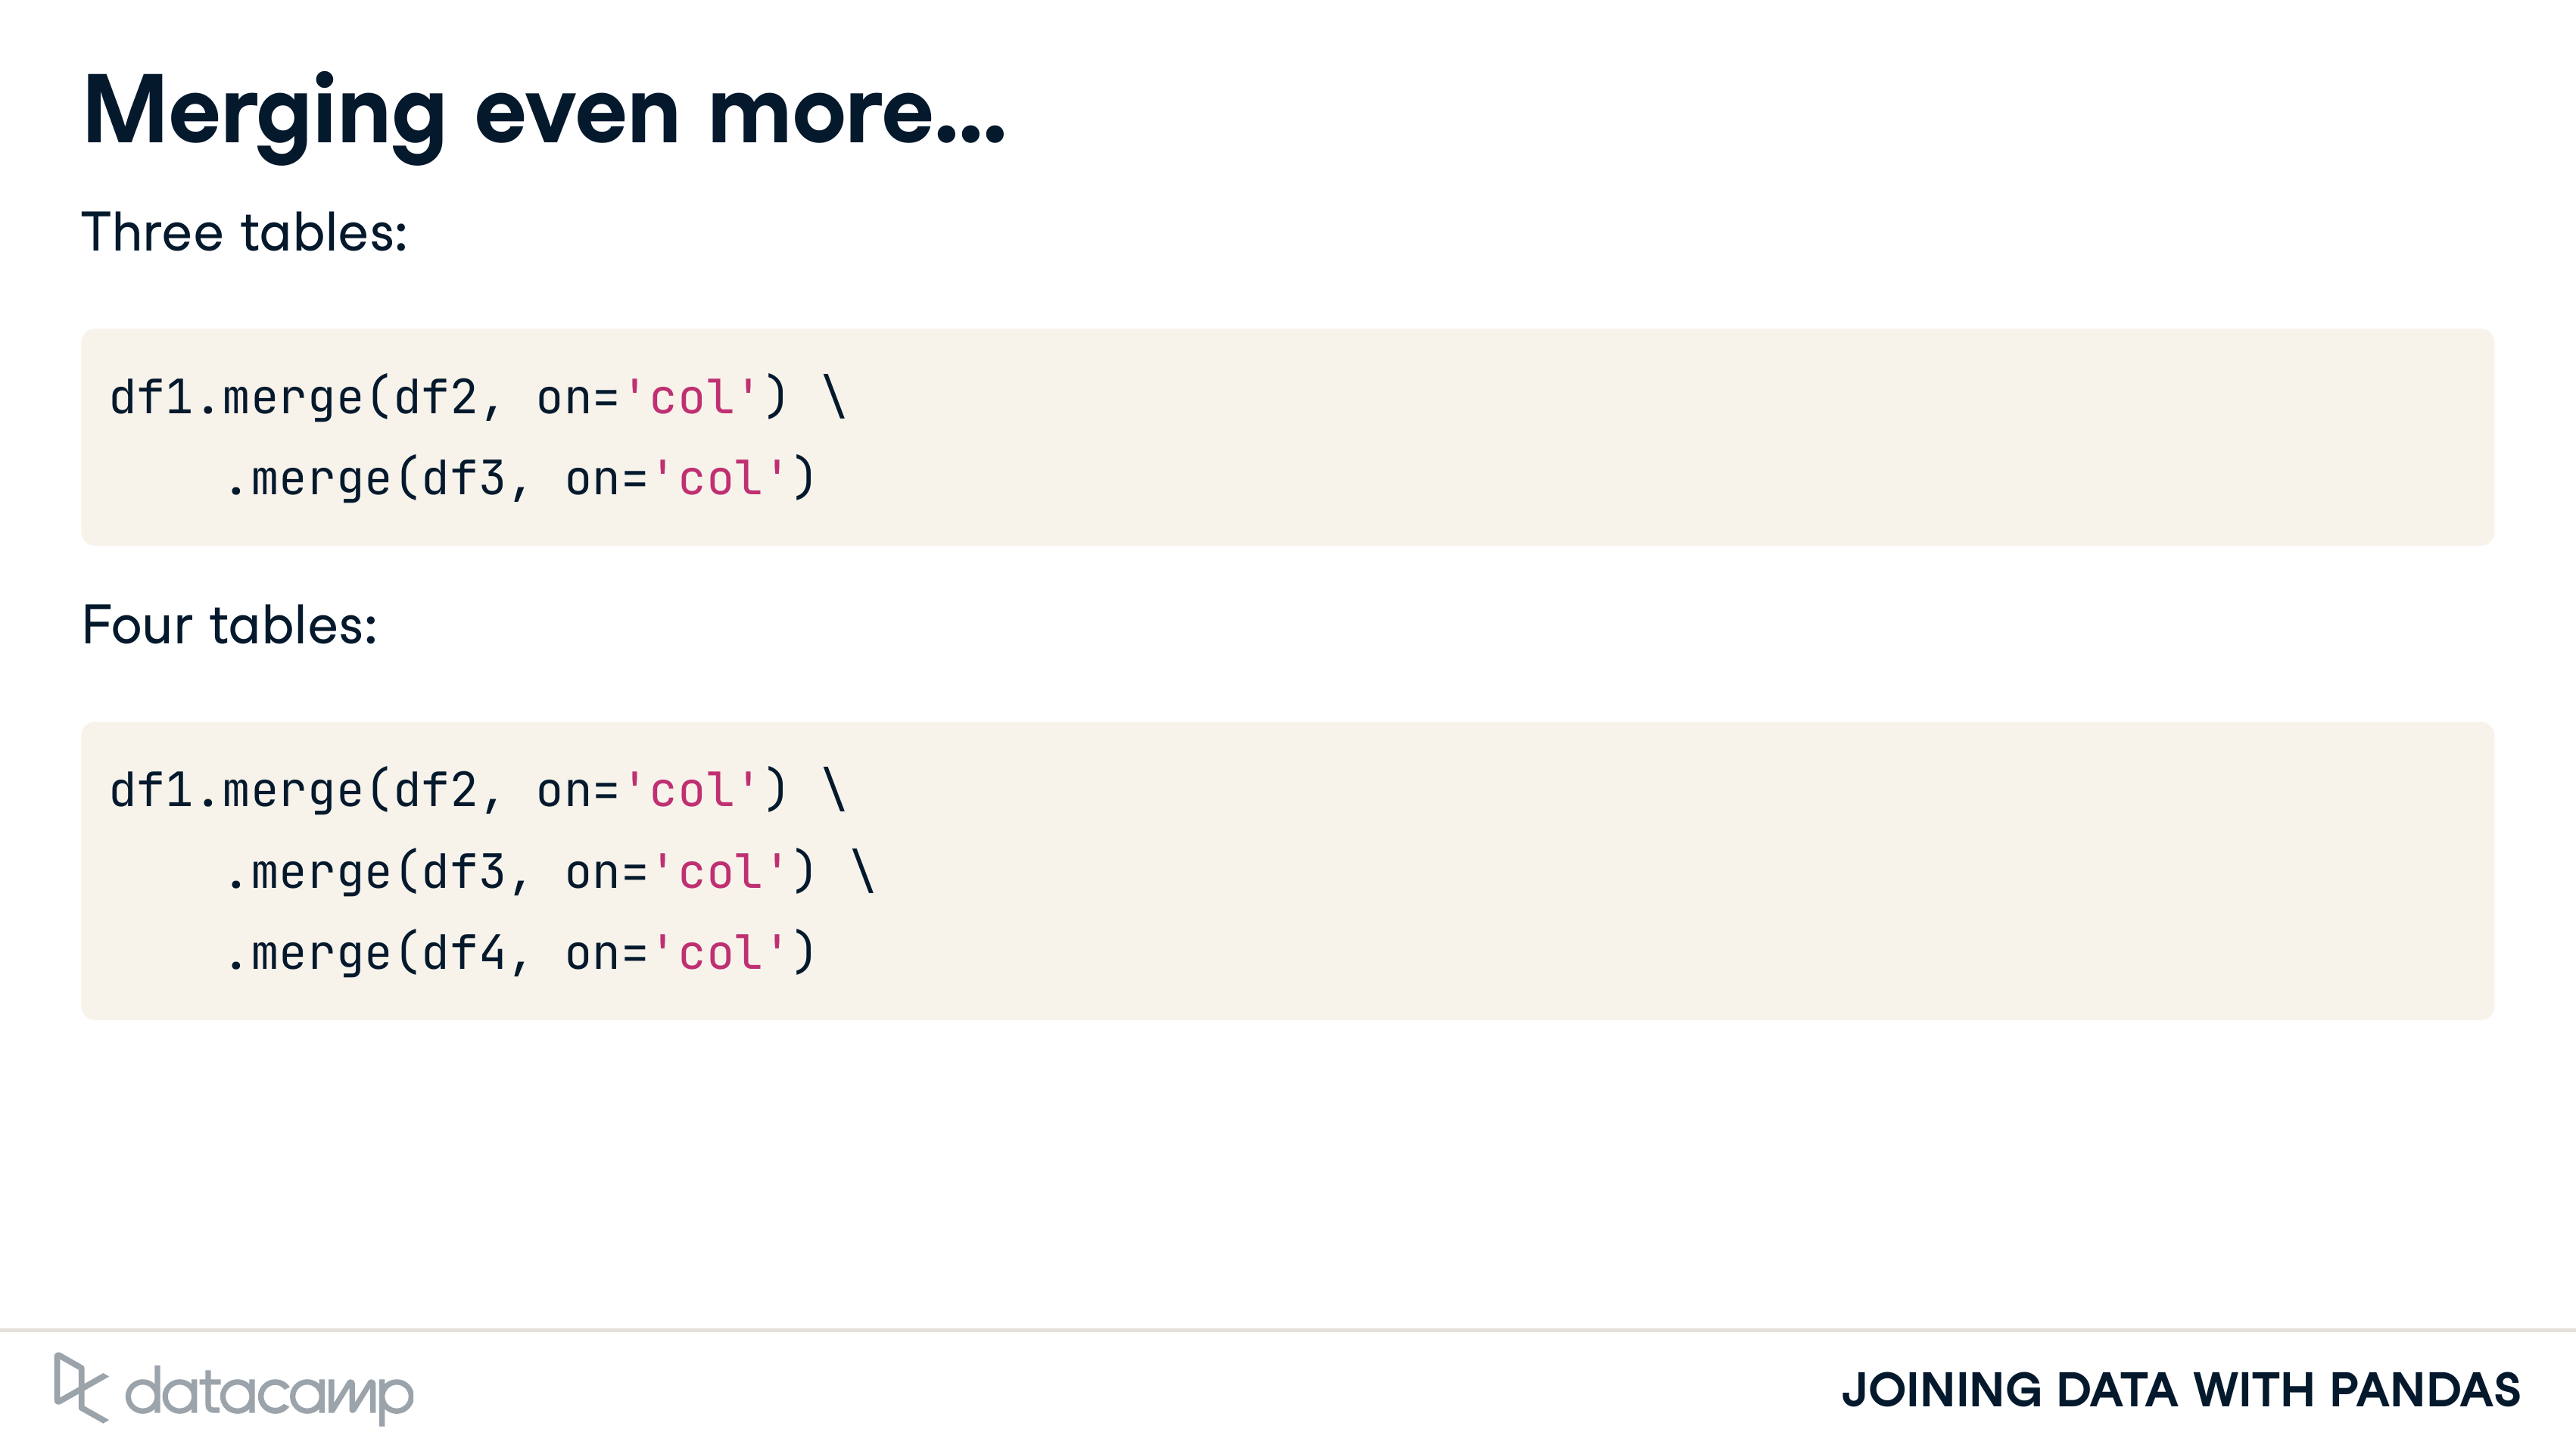 Merging even more...
Three tables:
df1.merge(df2, on='col') \
    .merge(df3, on='col')
Four tables:
df1.merge(df2, on='col') \
    .merge(df3, on='col') \
    .merge(df4, on='col')
datacamp
JOINING DATA WITH PANDAS